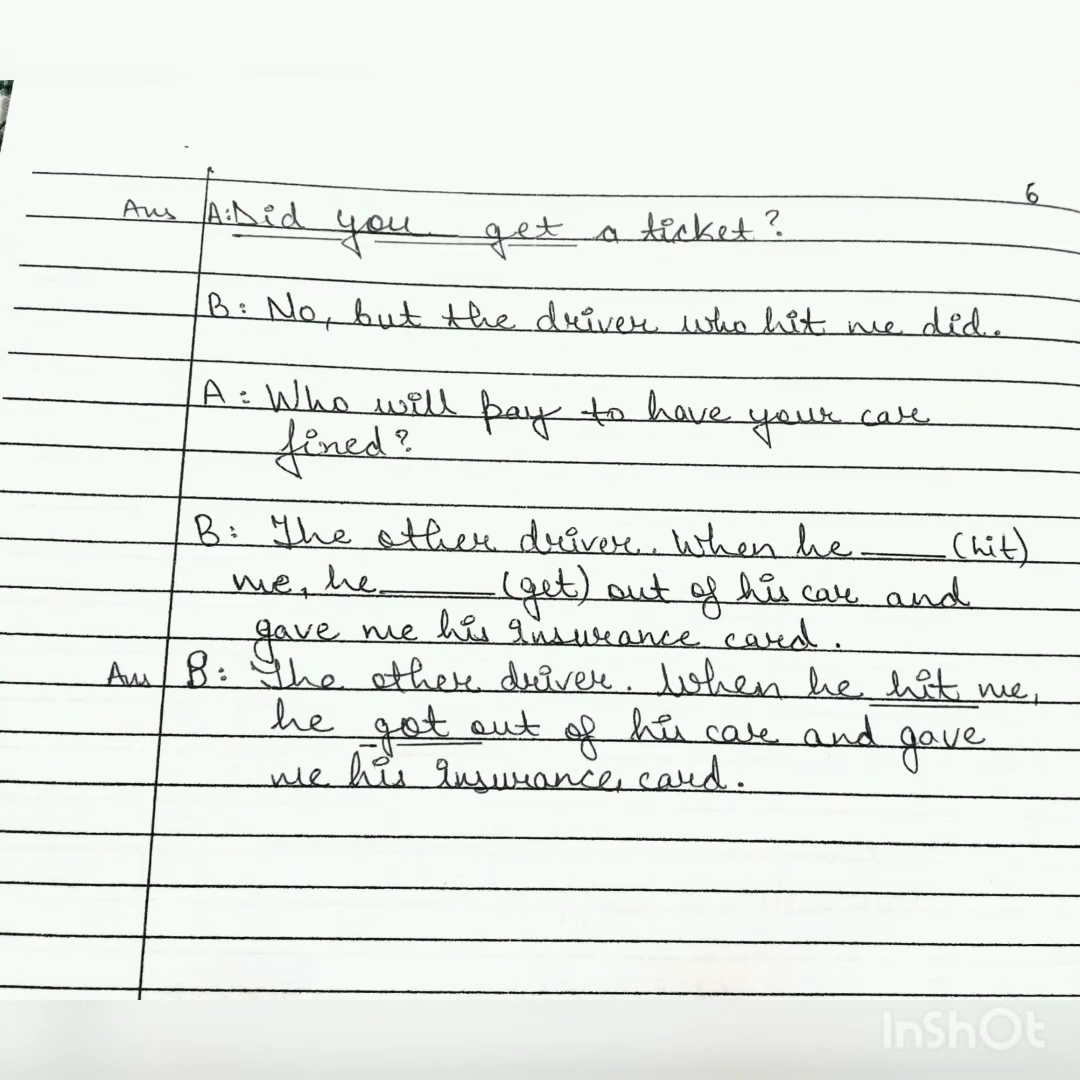 6
Ans A: Did you get a ticket?
B: No, but the driver who hit me did.
A: Who will pay to have your car
fined?
B: The other driver. When he ____ (hit)
me, he ____ (get) out of his car and
gave me his insurance card.
Ans B: The other driver. When he hit me,
he got out of his car and gave
me his insurance, card.
InShOt